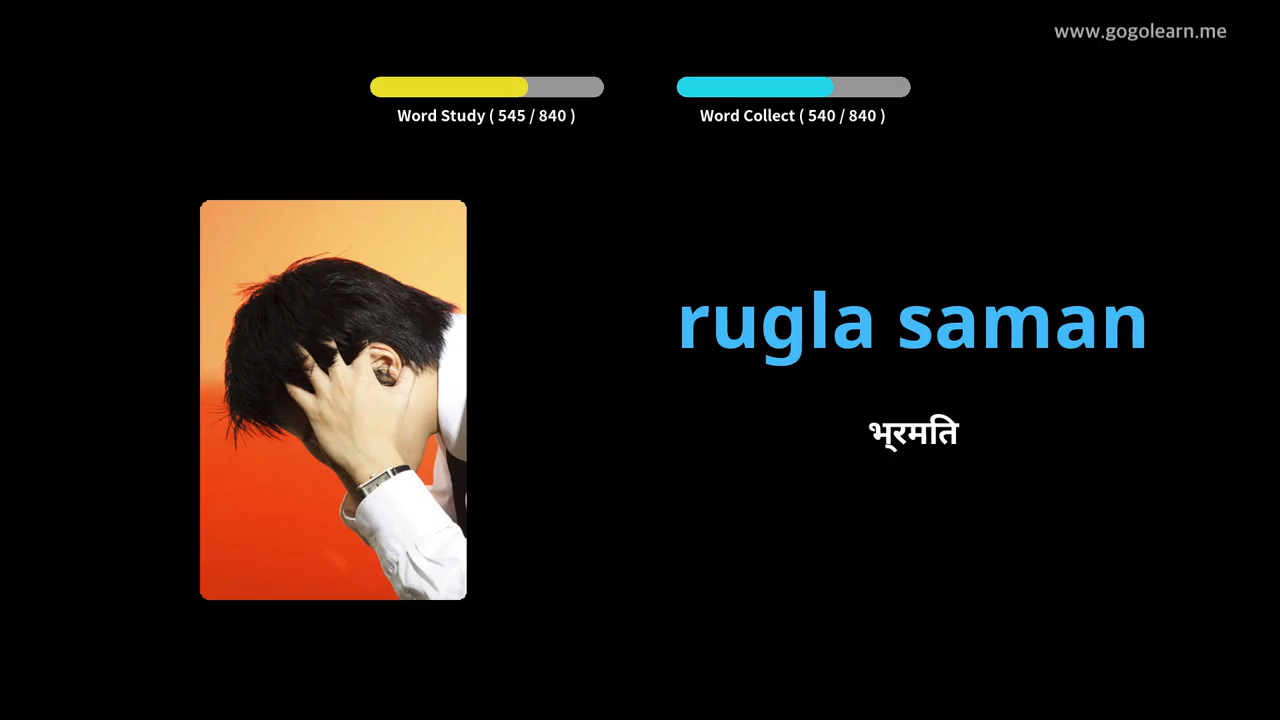 www.gogolearn.me
Word Study ( 545 / 840 )
Word Collect ( 540 / 840 )
rugla saman
भ्रमति